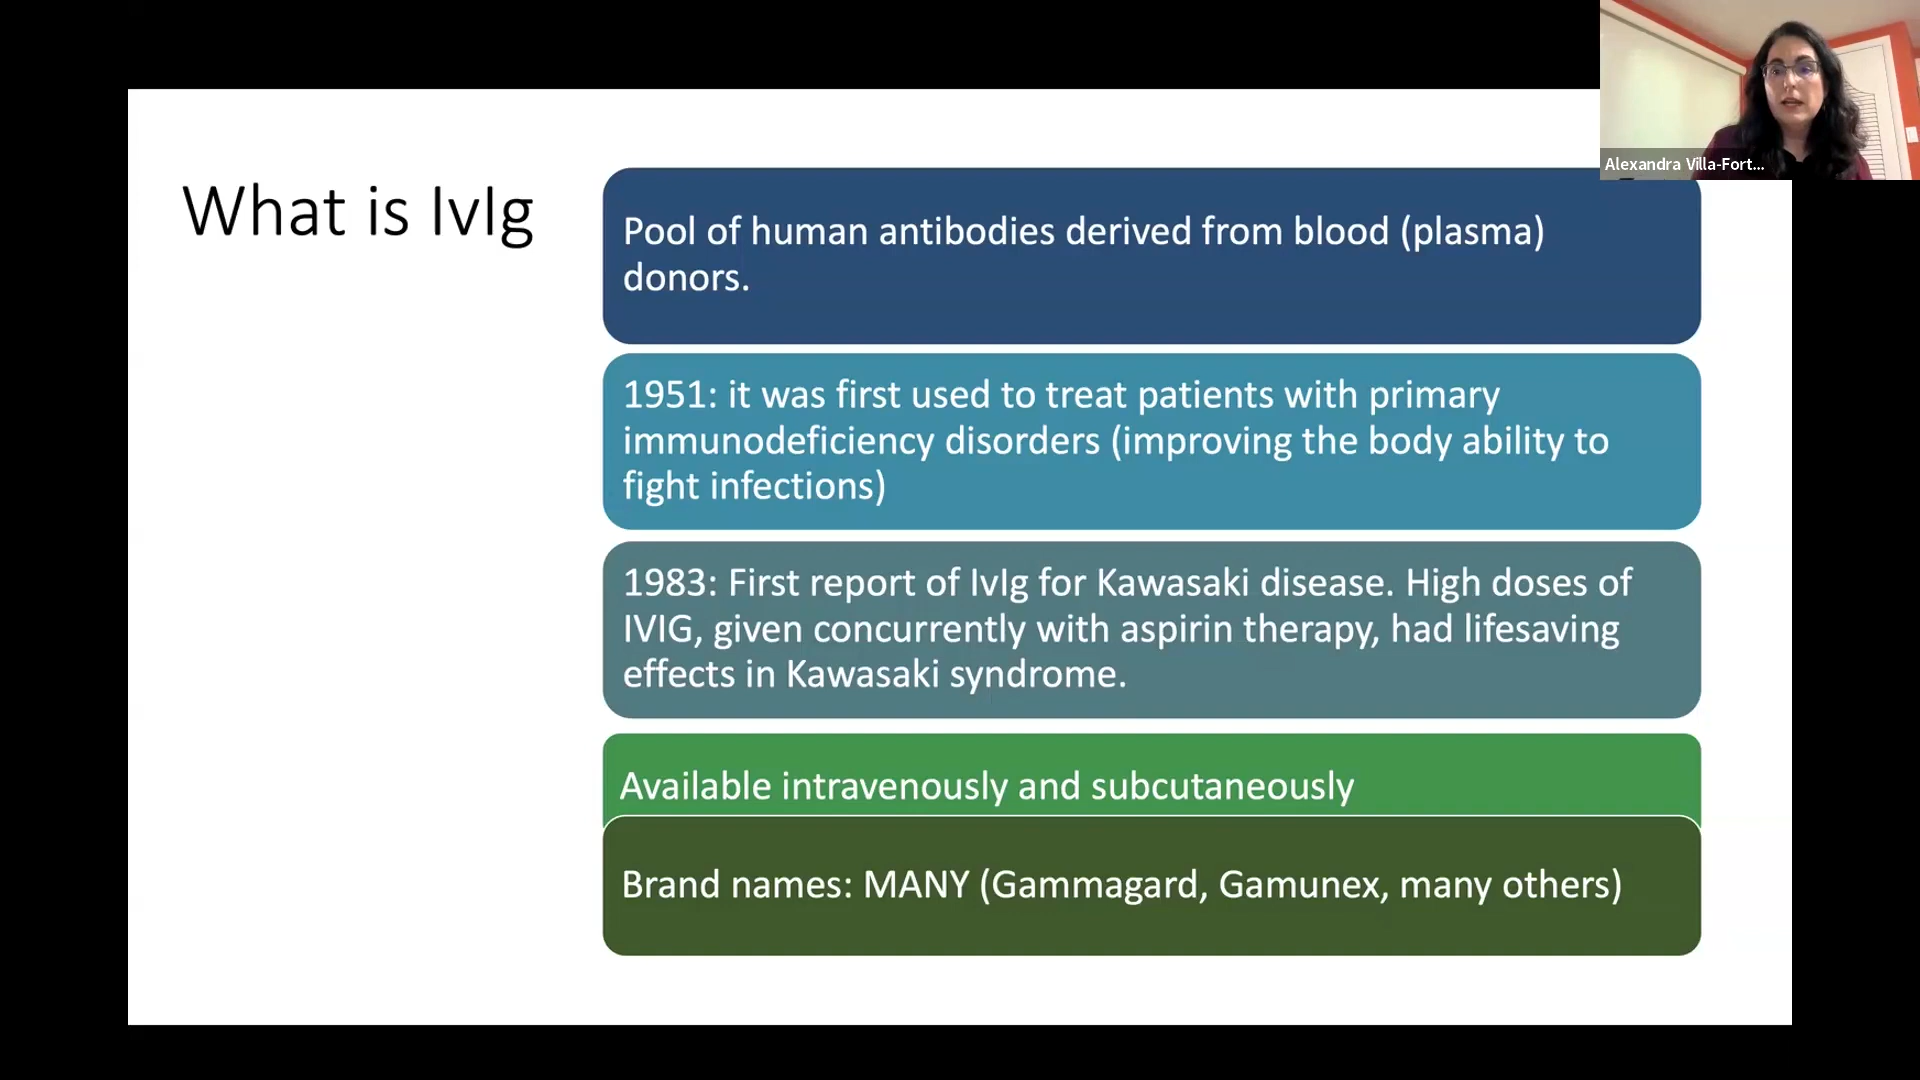 Alexandra Villa-Fort...
What is IvIg
Pool of human antibodies derived from blood (plasma)
donors.
1951: it was first used to treat patients with primary
immunodeficiency disorders (improving the body ability to
fight infections)
1983: First report of IvIg for Kawasaki disease. High doses of
IVIG, given concurrently with aspirin therapy, had lifesaving
effects in Kawasaki syndrome.
Available intravenously and subcutaneously
Brand names: MANY (Gammagard, Gamunex, many others)